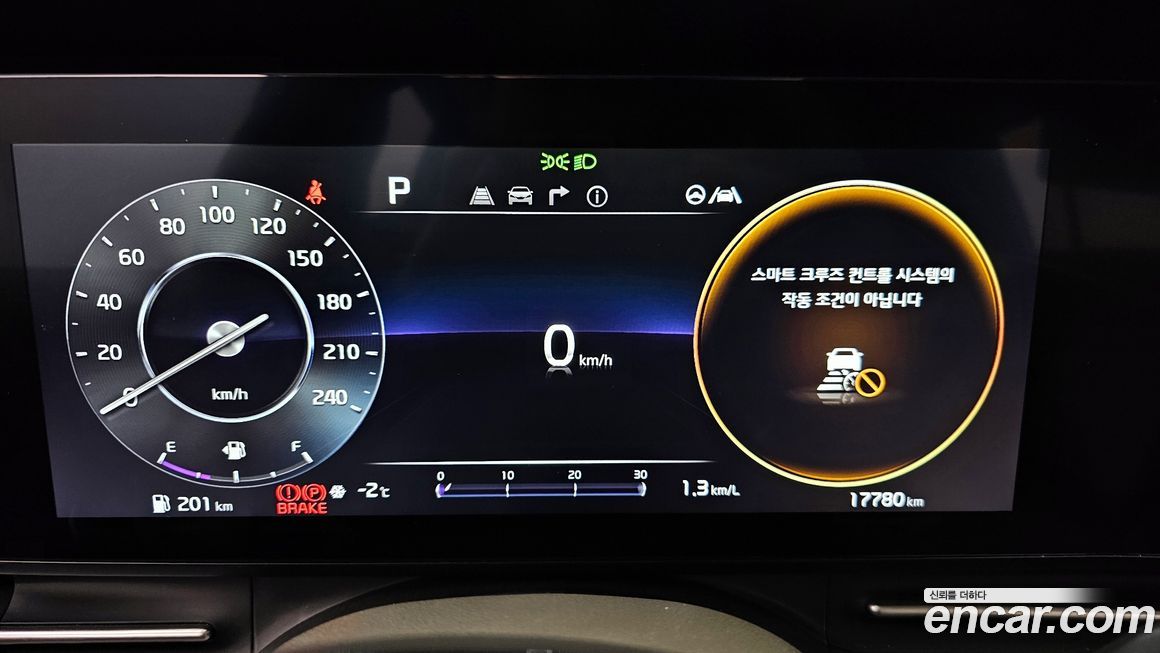 P
0 20 40 60 80 100 120 150 180 210 240
km/h
E F
201 km
BRAKE
-2℃
0 km/h
0 10 20 30
1.3 km/L
스마트 크루즈 컨트롤 시스템의
작동 조건이 아닙니다
17780 km
신뢰를 더하다
encar.com